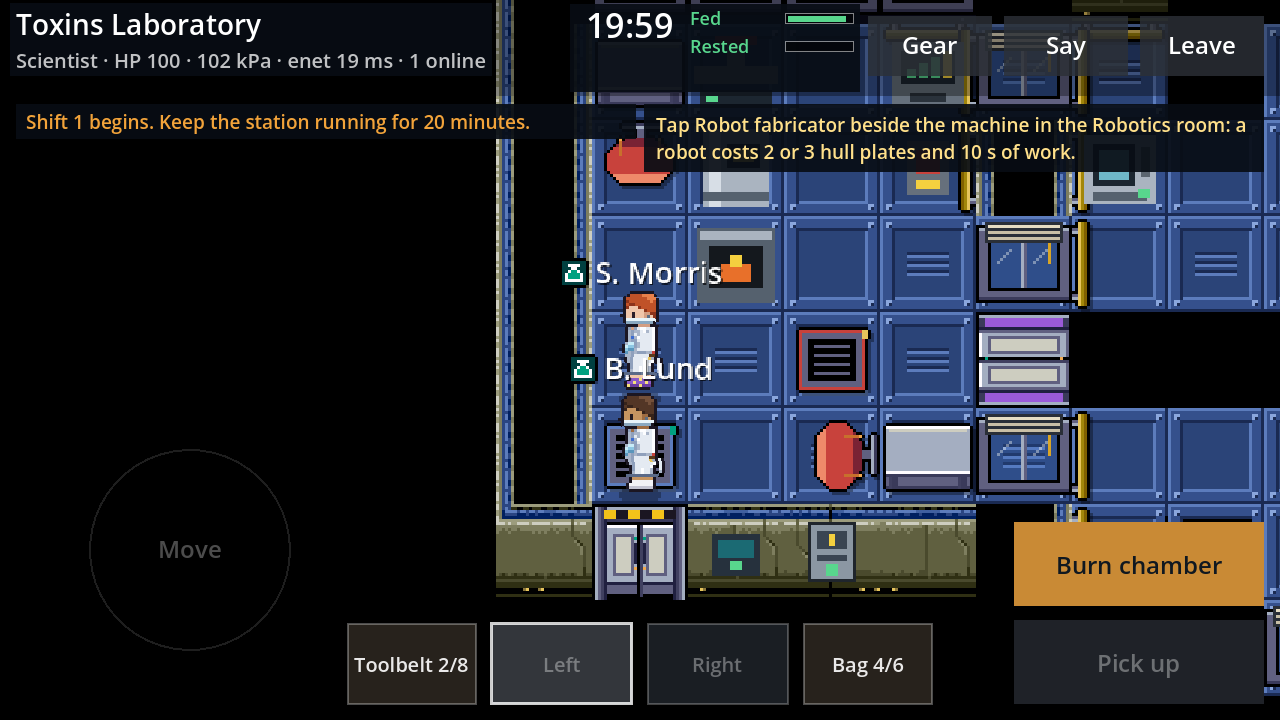 Toxins Laboratory
Scientist · HP 100 · 102 kPa · enet 19 ms · 1 online
19:59
Fed
Rested
Gear
Say
Leave
Shift 1 begins. Keep the station running for 20 minutes.
Tap Robot fabricator beside the machine in the Robotics room: a
robot costs 2 or 3 hull plates and 10 s of work.
S. Morris
B. Lund
Move
Burn chamber
Toolbelt 2/8
Left
Right
Bag 4/6
Pick up